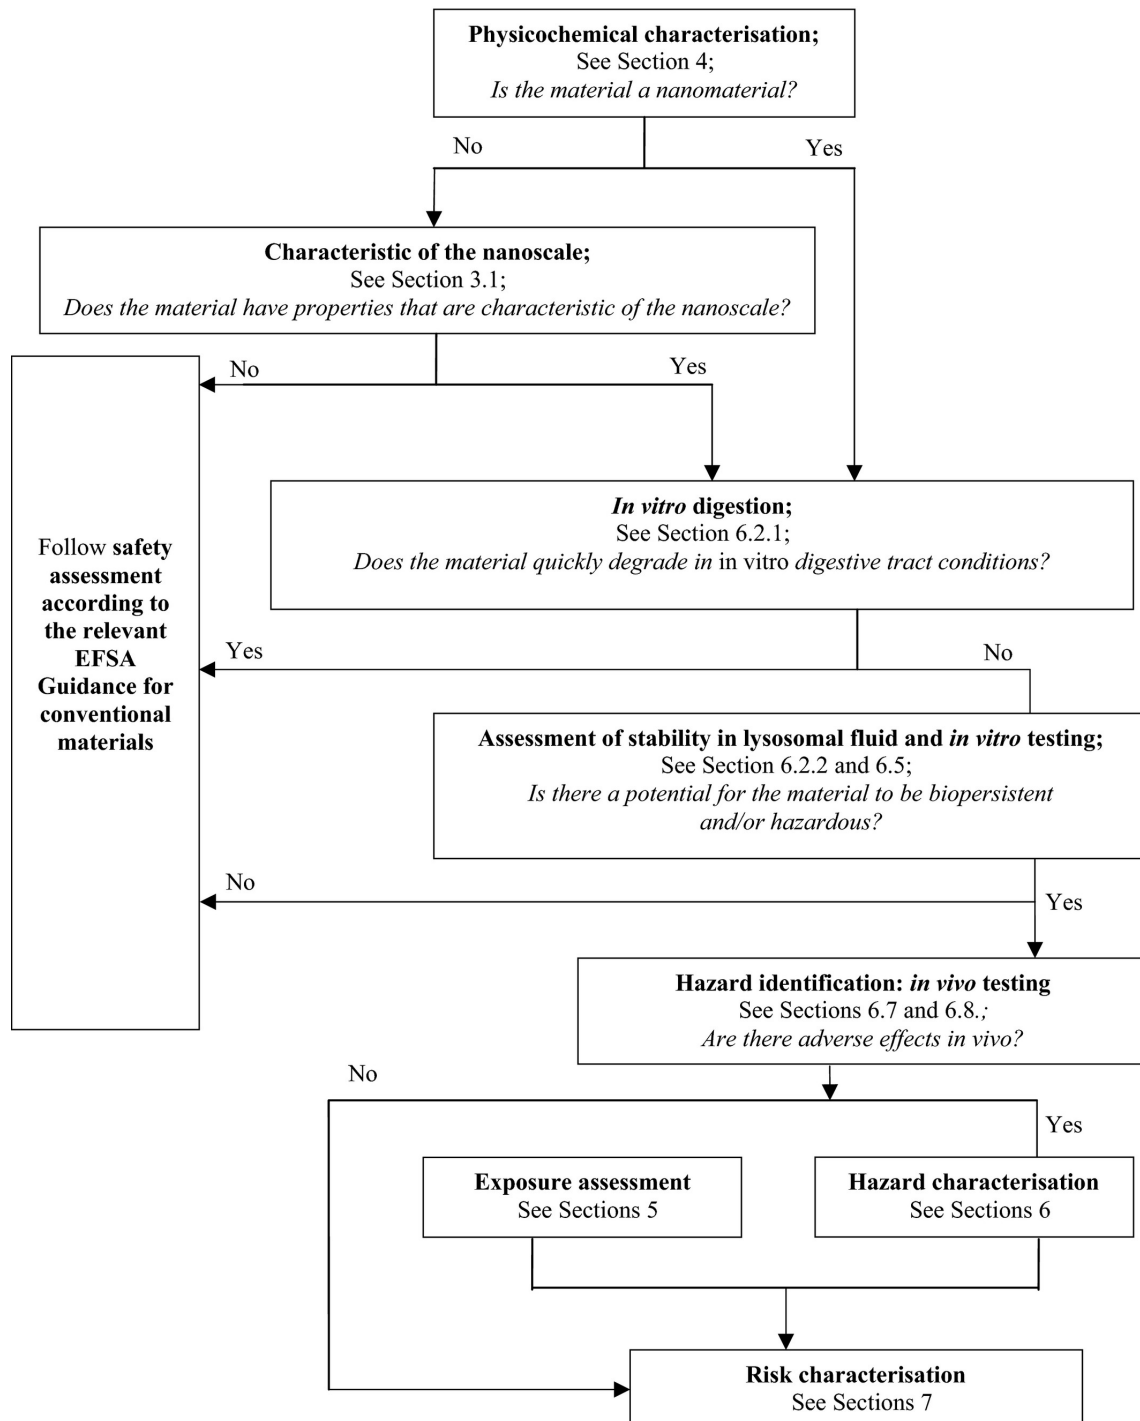 Physicochemical characterisation;
See Section 4;
Is the material a nanomaterial?
No
Yes
Characteristic of the nanoscale;
See Section 3.1;
Does the material have properties that are characteristic of the nanoscale?
No
Yes
In vitro digestion;
See Section 6.2.1;
Does the material quickly degrade in in vitro digestive tract conditions?
Follow safety
assessment
according to
the relevant
EFSA
Guidance for
conventional
materials
Yes
No
Assessment of stability in lysosomal fluid and in vitro testing;
See Section 6.2.2 and 6.5;
Is there a potential for the material to be biopersistent
and/or hazardous?
No
Yes
Hazard identification: in vivo testing
See Sections 6.7 and 6.8.;
Are there adverse effects in vivo?
No
Yes
Exposure assessment
See Sections 5
Hazard characterisation
See Sections 6
Risk characterisation
See Sections 7